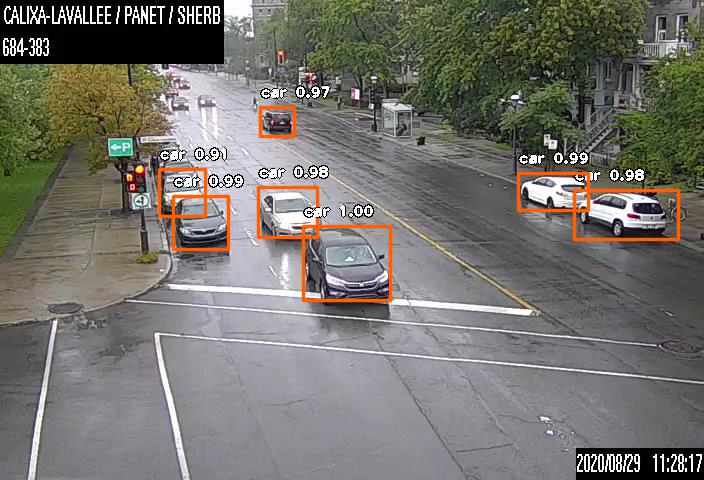 CALIXA-LAVALLEE / PANET / SHERB
684-383
car 0.97
car 0.91
car 0.99
car 0.98
car 1.00
car 0.99
car 0.98
P
2020/08/29 11:28:17